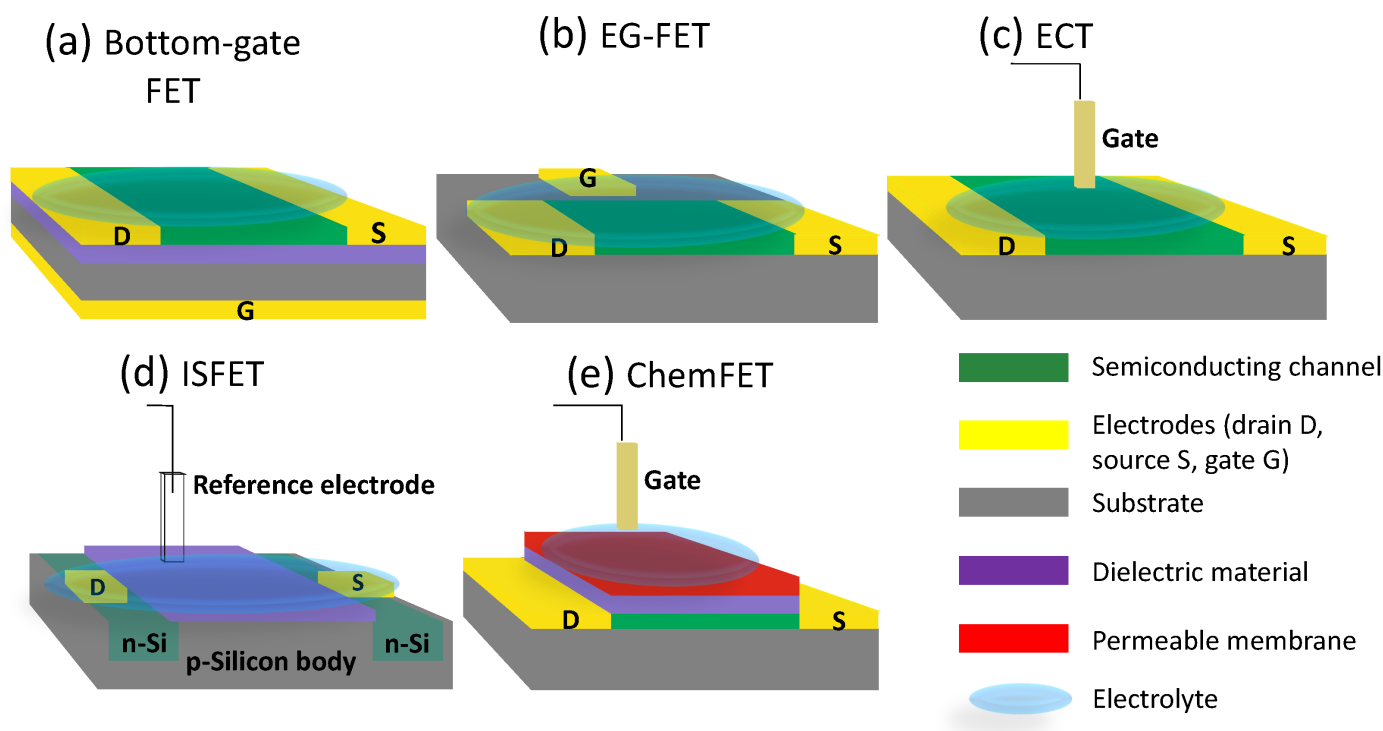 (a) Bottom-gate
FET
D
S
G
(b) EG-FET
G
D
S
(c) ECT
Gate
D
S
(d) ISFET
Reference electrode
D
S
n-Si
n-Si
p-Silicon body
(e) ChemFET
Gate
D
S
Semiconducting channel
Electrodes (drain D,
source S, gate G)
Substrate
Dielectric material
Permeable membrane
Electrolyte